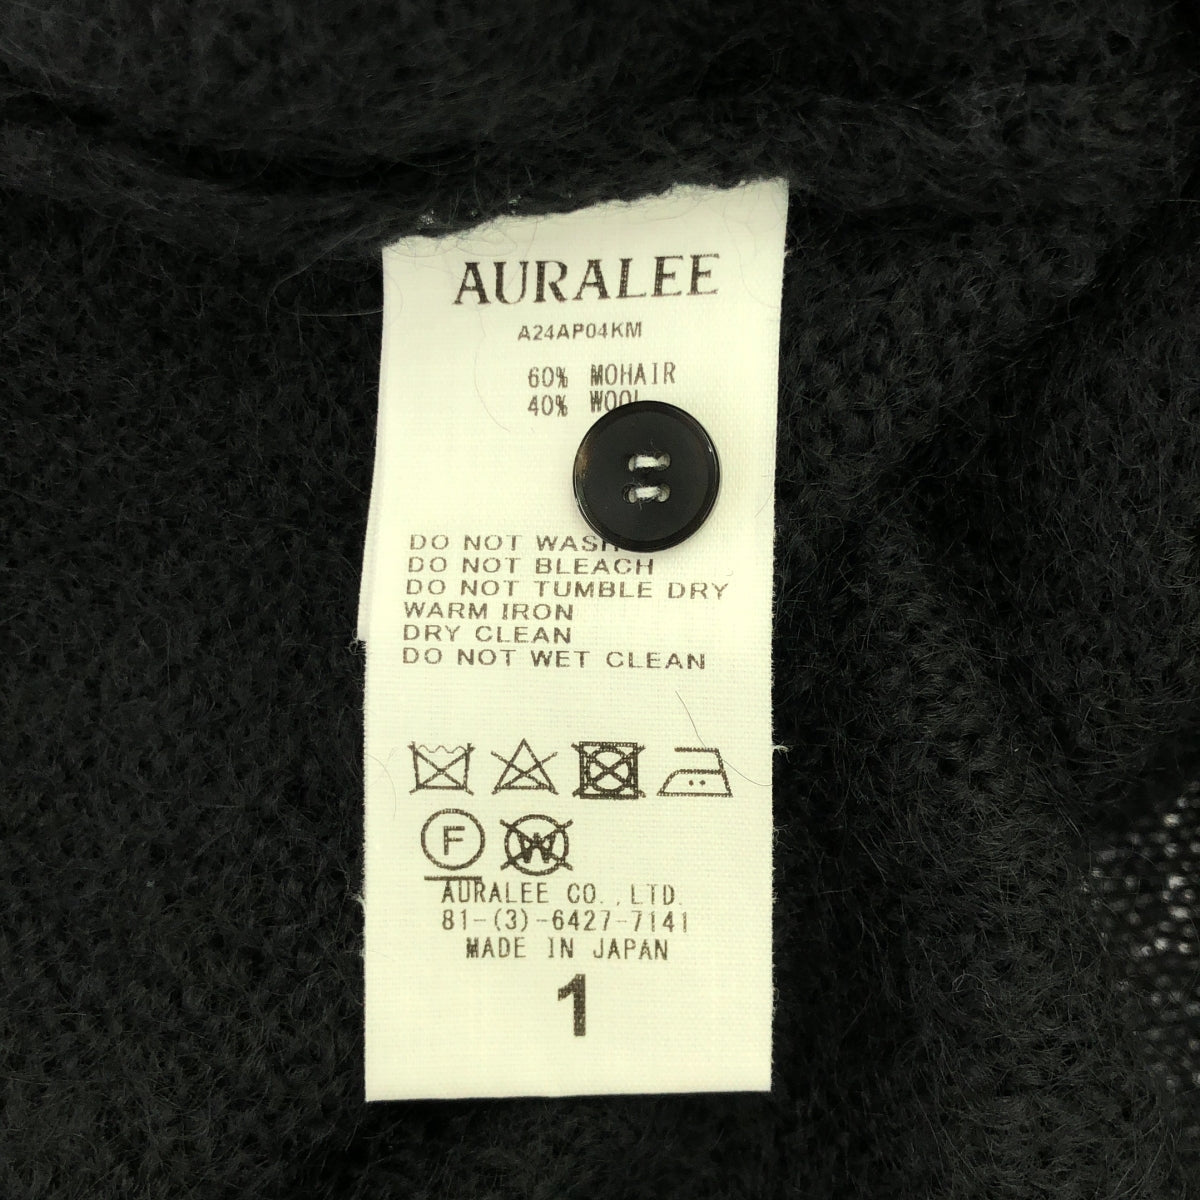 AURALEE
A24AP04KM
60% MOHAIR
40% WOOL
DO NOT WASH
DO NOT BLEACH
DO NOT TUMBLE DRY
WARM IRON
DRY CLEAN
DO NOT WET CLEAN
F
W
AURALEE CO.,LTD.
81-(3)-6427-7141
MADE IN JAPAN
1